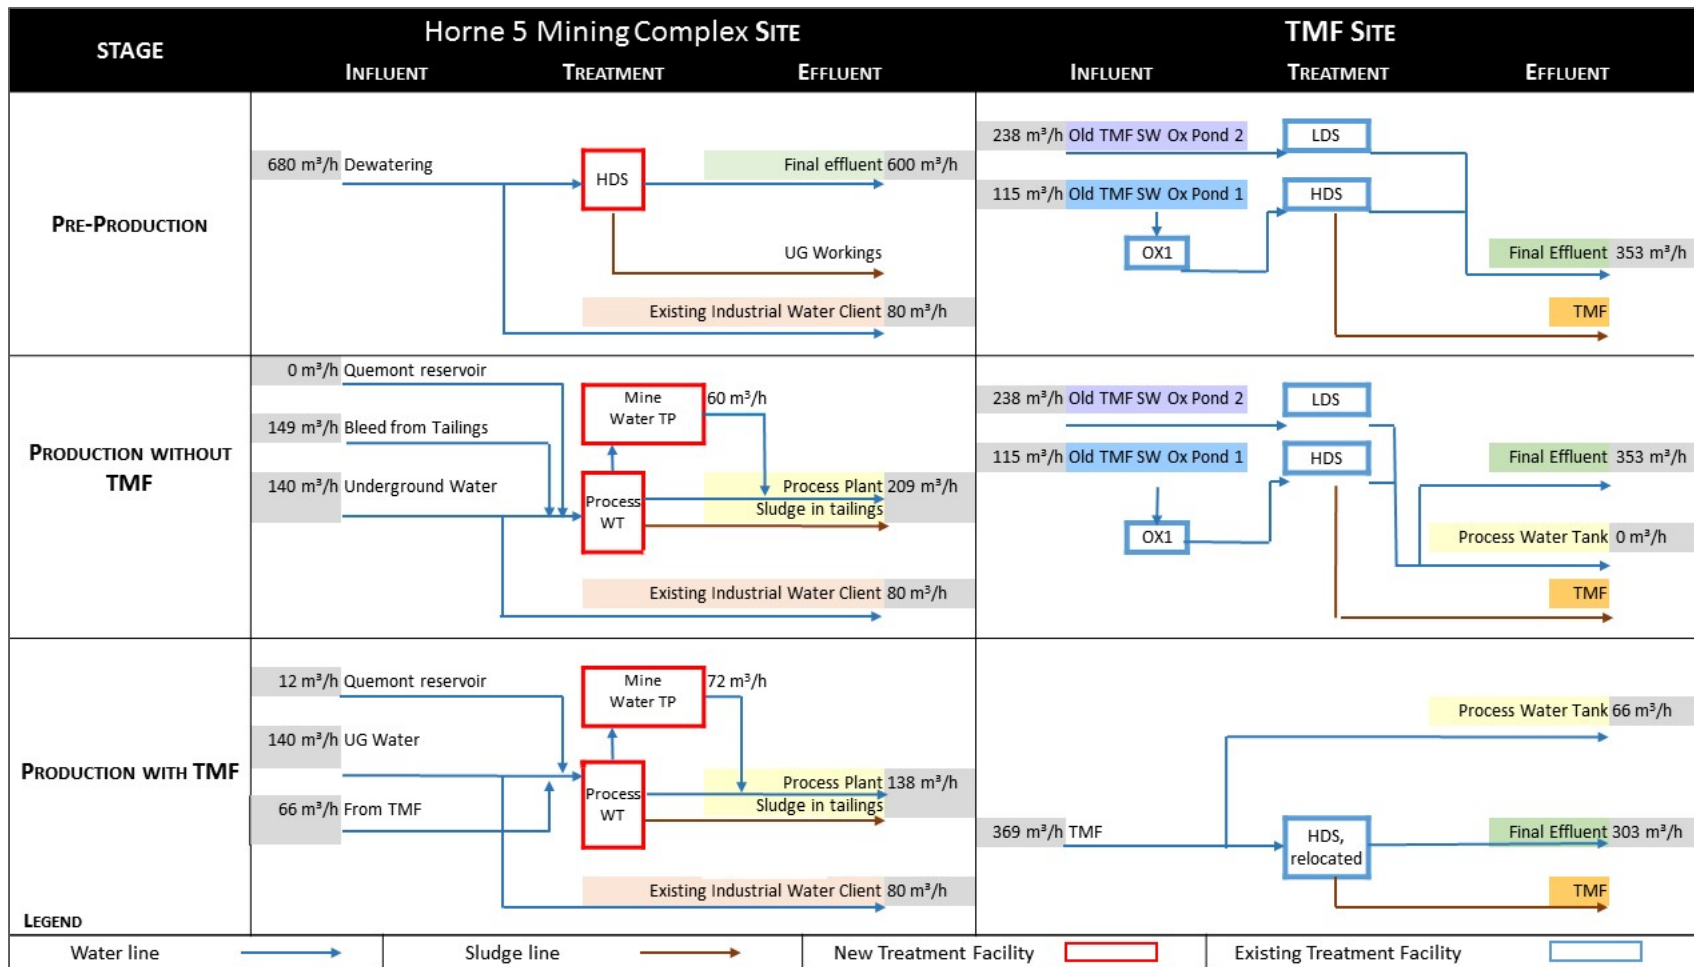 STAGE
Horne 5 Mining Complex SITE
TMF SITE
INFLUENT
TREATMENT
EFFLUENT
INFLUENT
TREATMENT
EFFLUENT
PRE-PRODUCTION
680 m³/h Dewatering
HDS
Final effluent 600 m³/h
UG Workings
Existing Industrial Water Client 80 m³/h
238 m³/h Old TMF SW Ox Pond 2
LDS
115 m³/h Old TMF SW Ox Pond 1
HDS
OX1
Final Effluent 353 m³/h
TMF
PRODUCTION WITHOUT
TMF
0 m³/h Quemont reservoir
149 m³/h Bleed from Tailings
140 m³/h Underground Water
Mine
Water TP
60 m³/h
Process
WT
Process Plant 209 m³/h
Sludge in tailings
Existing Industrial Water Client 80 m³/h
238 m³/h Old TMF SW Ox Pond 2
LDS
115 m³/h Old TMF SW Ox Pond 1
HDS
OX1
Final Effluent 353 m³/h
Process Water Tank 0 m³/h
TMF
PRODUCTION WITH TMF
12 m³/h Quemont reservoir
140 m³/h UG Water
66 m³/h From TMF
Mine
Water TP
72 m³/h
Process
WT
Process Plant 138 m³/h
Sludge in tailings
Existing Industrial Water Client 80 m³/h
Process Water Tank 66 m³/h
369 m³/h TMF
HDS,
relocated
Final Effluent 303 m³/h
TMF
LEGEND
Water line
Sludge line
New Treatment Facility
Existing Treatment Facility